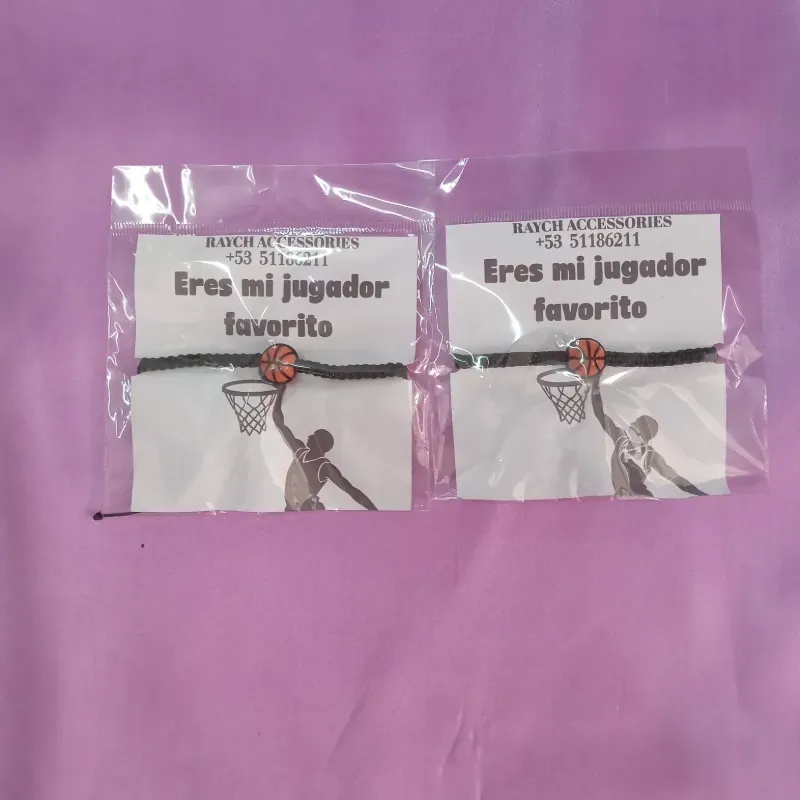 RAYCH ACCESSORIES
+53 51186211
Eres mi jugador
favorito
RAYCH ACCESSORIES
+53 51186211
Eres mi jugador
favorito